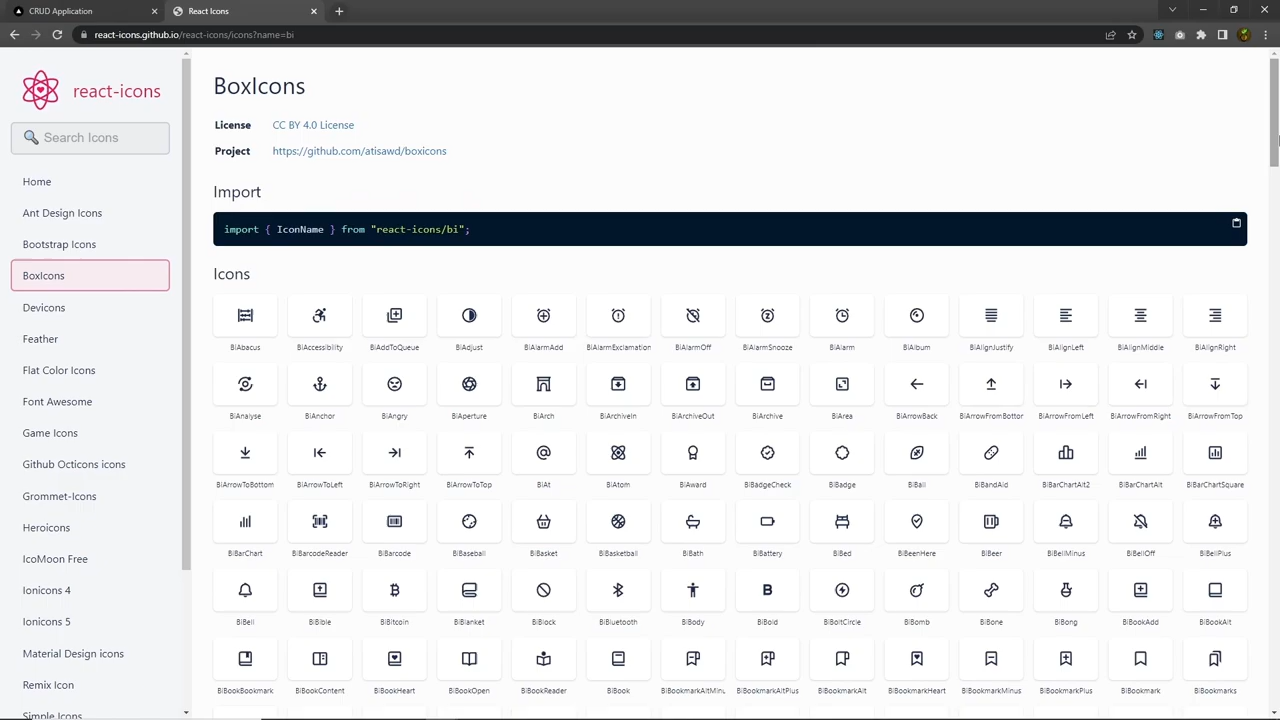 CRUD Application
React Icons
react-icons.github.io/react-icons/icons?name=bi
react-icons
Search Icons
Home
Ant Design Icons
Bootstrap Icons
BoxIcons
Devicons
Feather
Flat Color Icons
Font Awesome
Game Icons
Github Octicons icons
Grommet-Icons
Heroicons
IcoMoon Free
Ionicons 4
Ionicons 5
Material Design icons
Remix Icon
Simple Icons
BoxIcons
License CC BY 4.0 License
Project https://github.com/atisawd/boxicons
Import
import { IconName } from "react-icons/bi";
Icons
BiAbacus BiAccessibility BiAddToQueue BiAdjust BiAlarmAdd BiAlarmExclamation BiAlarmOff BiAlarmSnooze BiAlarm BiAlbum BiAlignJustify BiAlignLeft BiAlignMiddle BiAlignRight
BiAnalyse BiAnchor BiAngry BiAperture BiArch BiArchiveIn BiArchiveOut BiArchive BiArea BiArrowBack BiArrowFromBottor BiArrowFromLeft BiArrowFromRight BiArrowFromTop
BiArrowToBottom BiArrowToLeft BiArrowToRight BiArrowToTop BiAt BiAtom BiAward BiBadgeCheck BiBadge BiBall BiBandAid BiBarChartAlt2 BiBarChartAlt BiBarChartSquare
BiBarChart BiBarcodeReader BiBarcode BiBaseball BiBasket BiBasketball BiBath BiBattery BiBed BiBeenHere BiBeer BiBellMinus BiBellOff BiBellPlus
BiBell BiBible BiBitcoin BiBlanket BiBlock BiBluetooth BiBody BiBold BiBoltCircle BiBomb BiBone BiBong BiBookAdd BiBookAlt
BiBookBookmark BiBookContent BiBookHeart BiBookOpen BiBookReader BiBook BiBookmarkAltMinu BiBookmarkAltPlus BiBookmarkAlt BiBookmarkHeart BiBookmarkMinus BiBookmarkPlus BiBookmark BiBookmarks